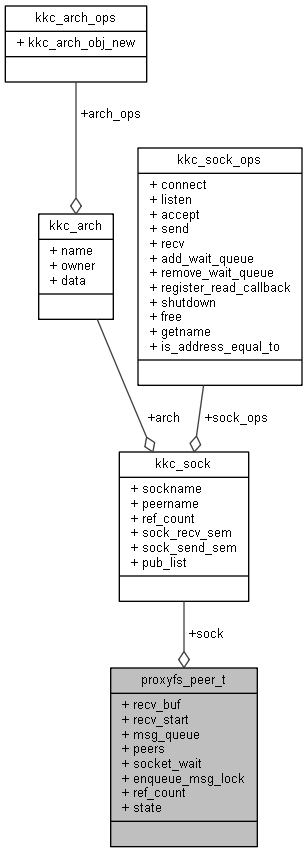 kkc_arch_ops
+ kkc_arch_obj_new
+arch_ops
kkc_sock_ops
+ connect
+ listen
+ accept
+ send
+ recv
+ add_wait_queue
+ remove_wait_queue
+ register_read_callback
+ shutdown
+ free
+ getname
+ is_address_equal_to
kkc_arch
+ name
+ owner
+ data
+arch
+sock_ops
kkc_sock
+ sockname
+ peername
+ ref_count
+ sock_recv_sem
+ sock_send_sem
+ pub_list
+sock
proxyfs_peer_t
+ recv_buf
+ recv_start
+ msg_queue
+ peers
+ socket_wait
+ enqueue_msg_lock
+ ref_count
+ state